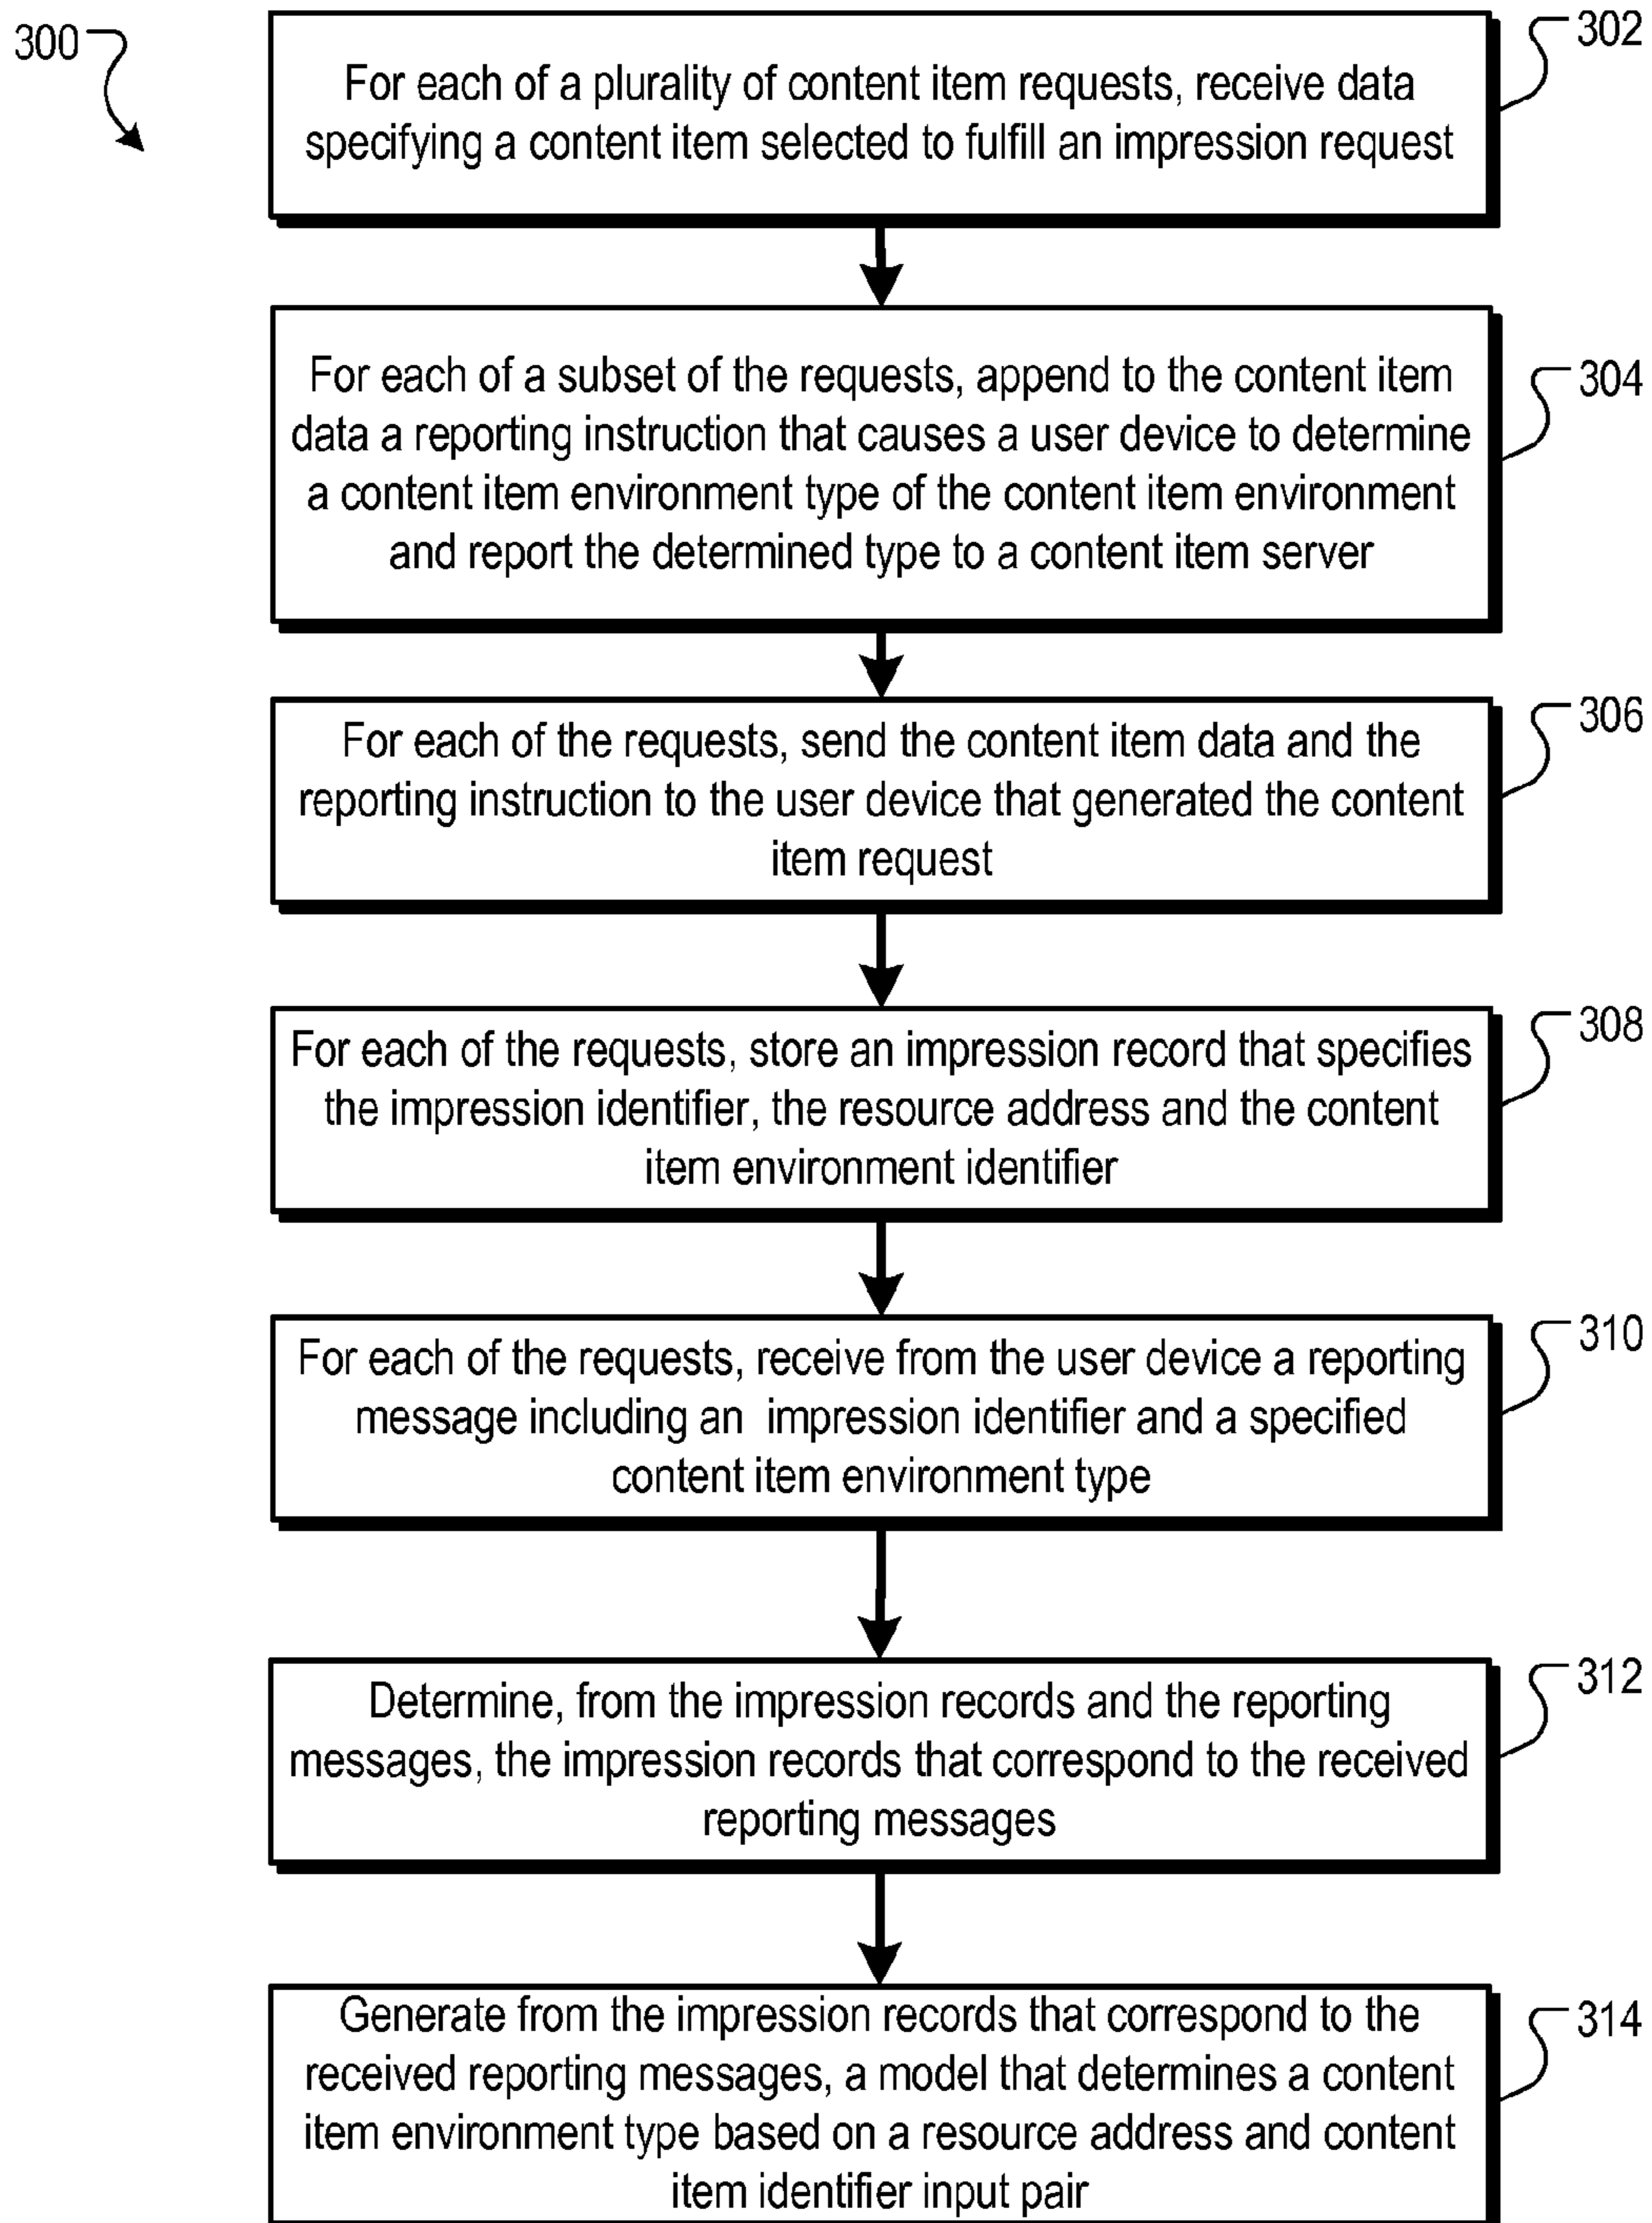 300
302
For each of a plurality of content item requests, receive data
specifying a content item selected to fulfill an impression request
304
For each of a subset of the requests, append to the content item
data a reporting instruction that causes a user device to determine
a content item environment type of the content item environment
and report the determined type to a content item server
306
For each of the requests, send the content item data and the
reporting instruction to the user device that generated the content
item request
308
For each of the requests, store an impression record that specifies
the impression identifier, the resource address and the content
item environment identifier
310
For each of the requests, receive from the user device a reporting
message including an impression identifier and a specified
content item environment type
312
Determine, from the impression records and the reporting
messages, the impression records that correspond to the received
reporting messages
314
Generate from the impression records that correspond to the
received reporting messages, a model that determines a content
item environment type based on a resource address and content
item identifier input pair